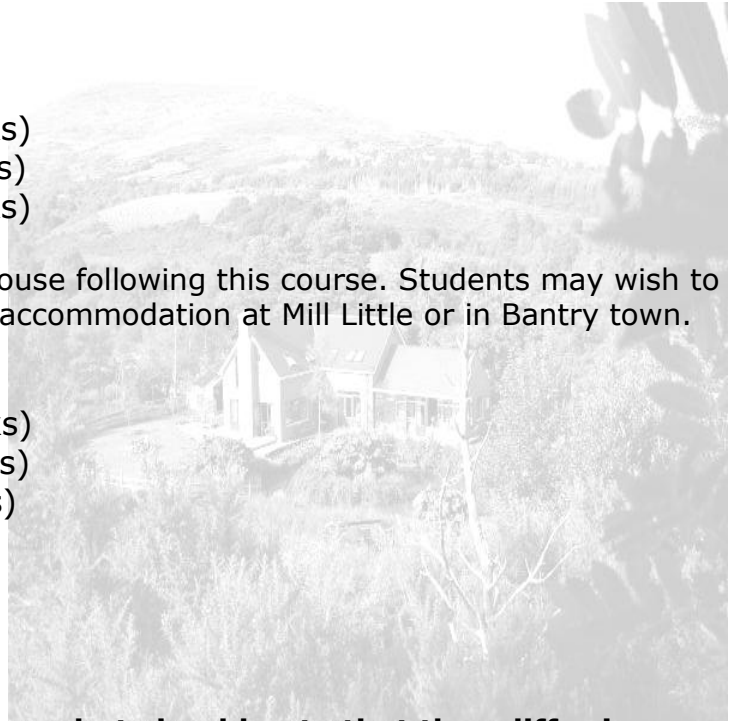 s)
s)
s)
ouse following this course. Students may wish to
accommodation at Mill Little or in Bantry town.
s)
s)
s)